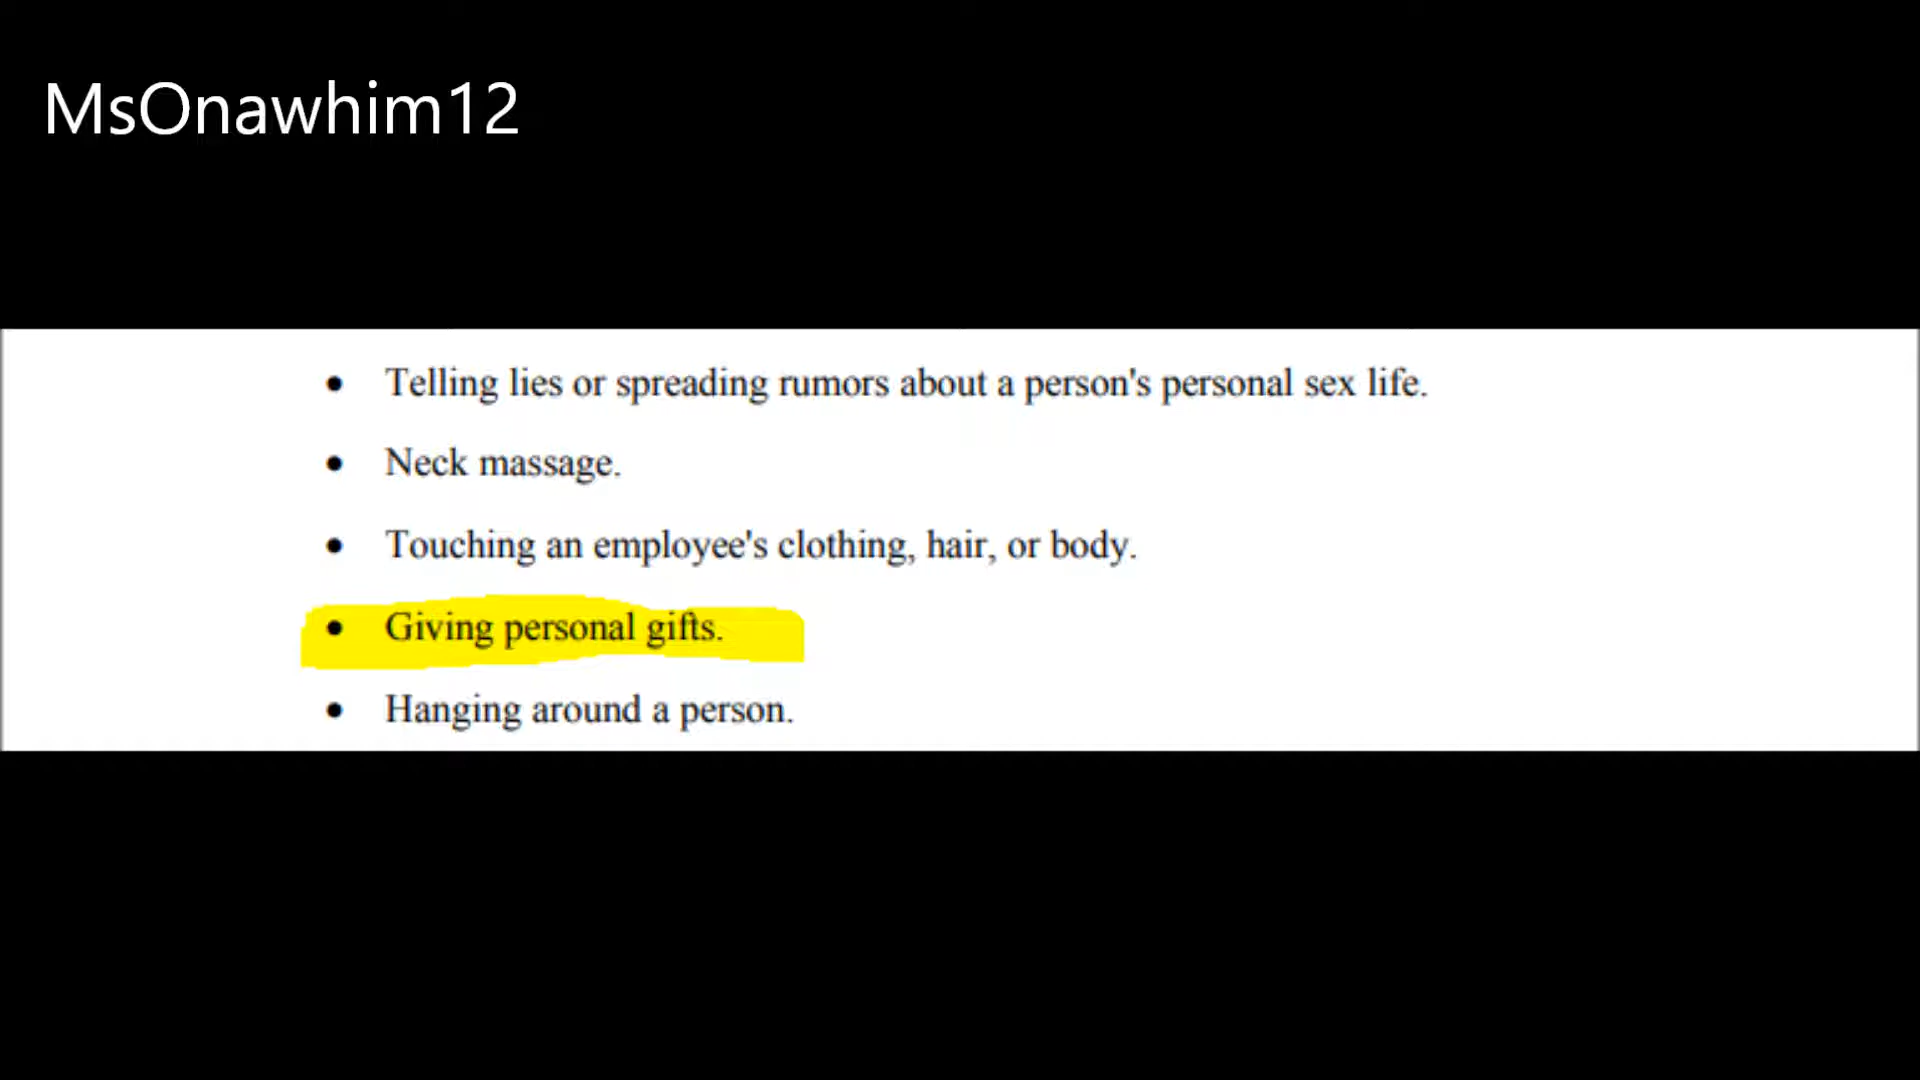 MsOnawhim12
• Telling lies or spreading rumors about a person's personal sex life.
• Neck massage.
• Touching an employee's clothing, hair, or body.
• Giving personal gifts.
• Hanging around a person.